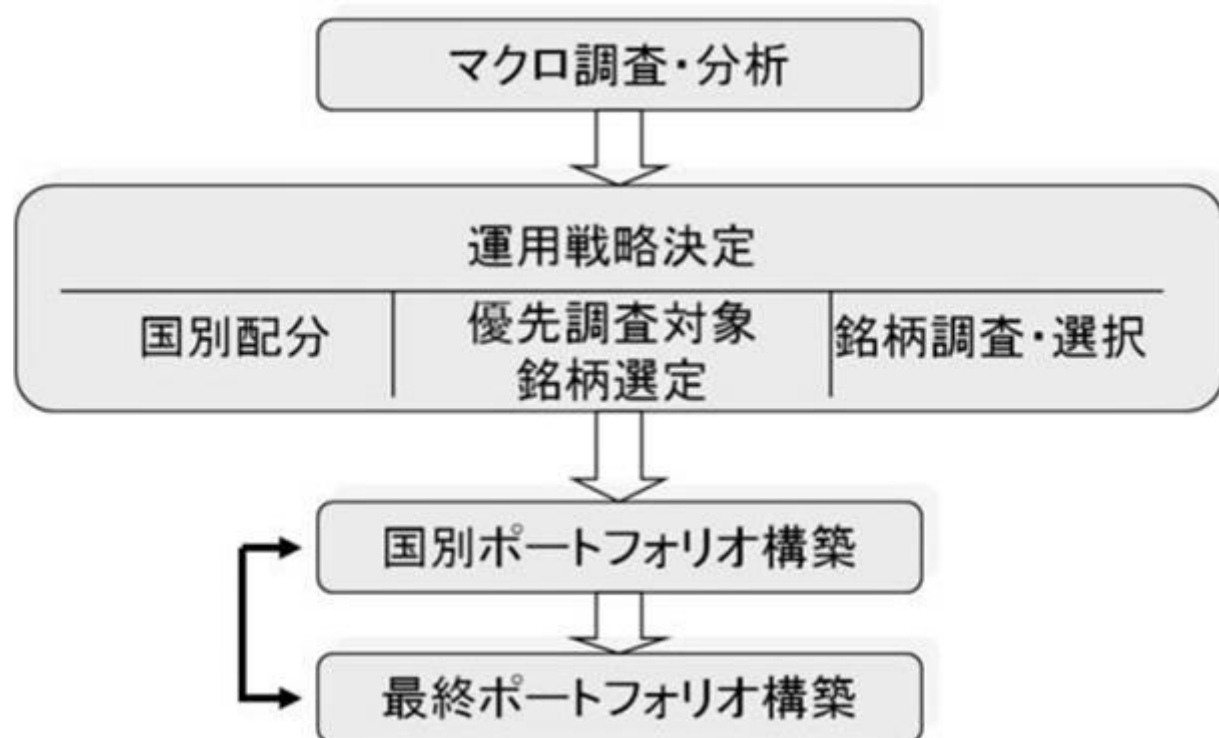 マクロ調査・分析
運用戦略決定
国別配分
優先調査対象
銘柄選定
銘柄調査・選択
国別ポートフォリオ構築
最終ポートフォリオ構築